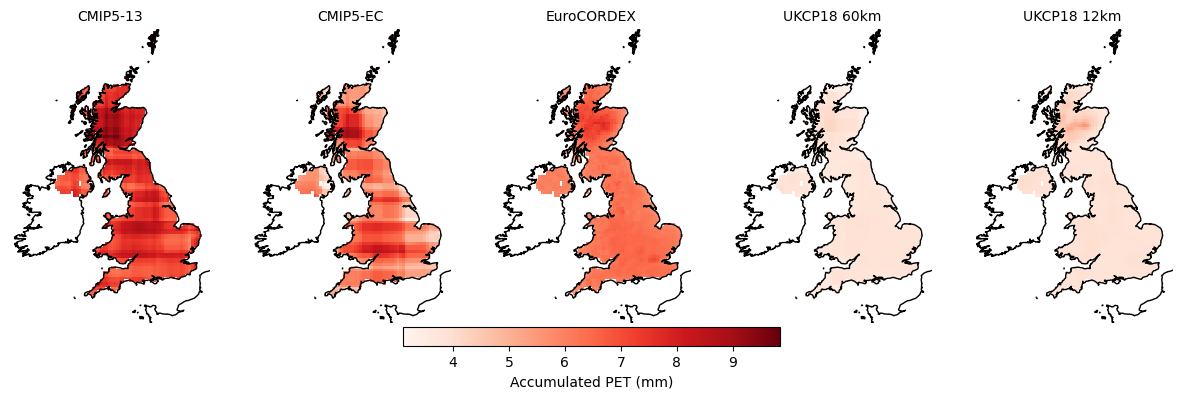 CMIP5-13 CMIP5-EC EuroCORDEX UKCP18 60km UKCP18 12km
4 5 6 7 8 9
Accumulated PET (mm)